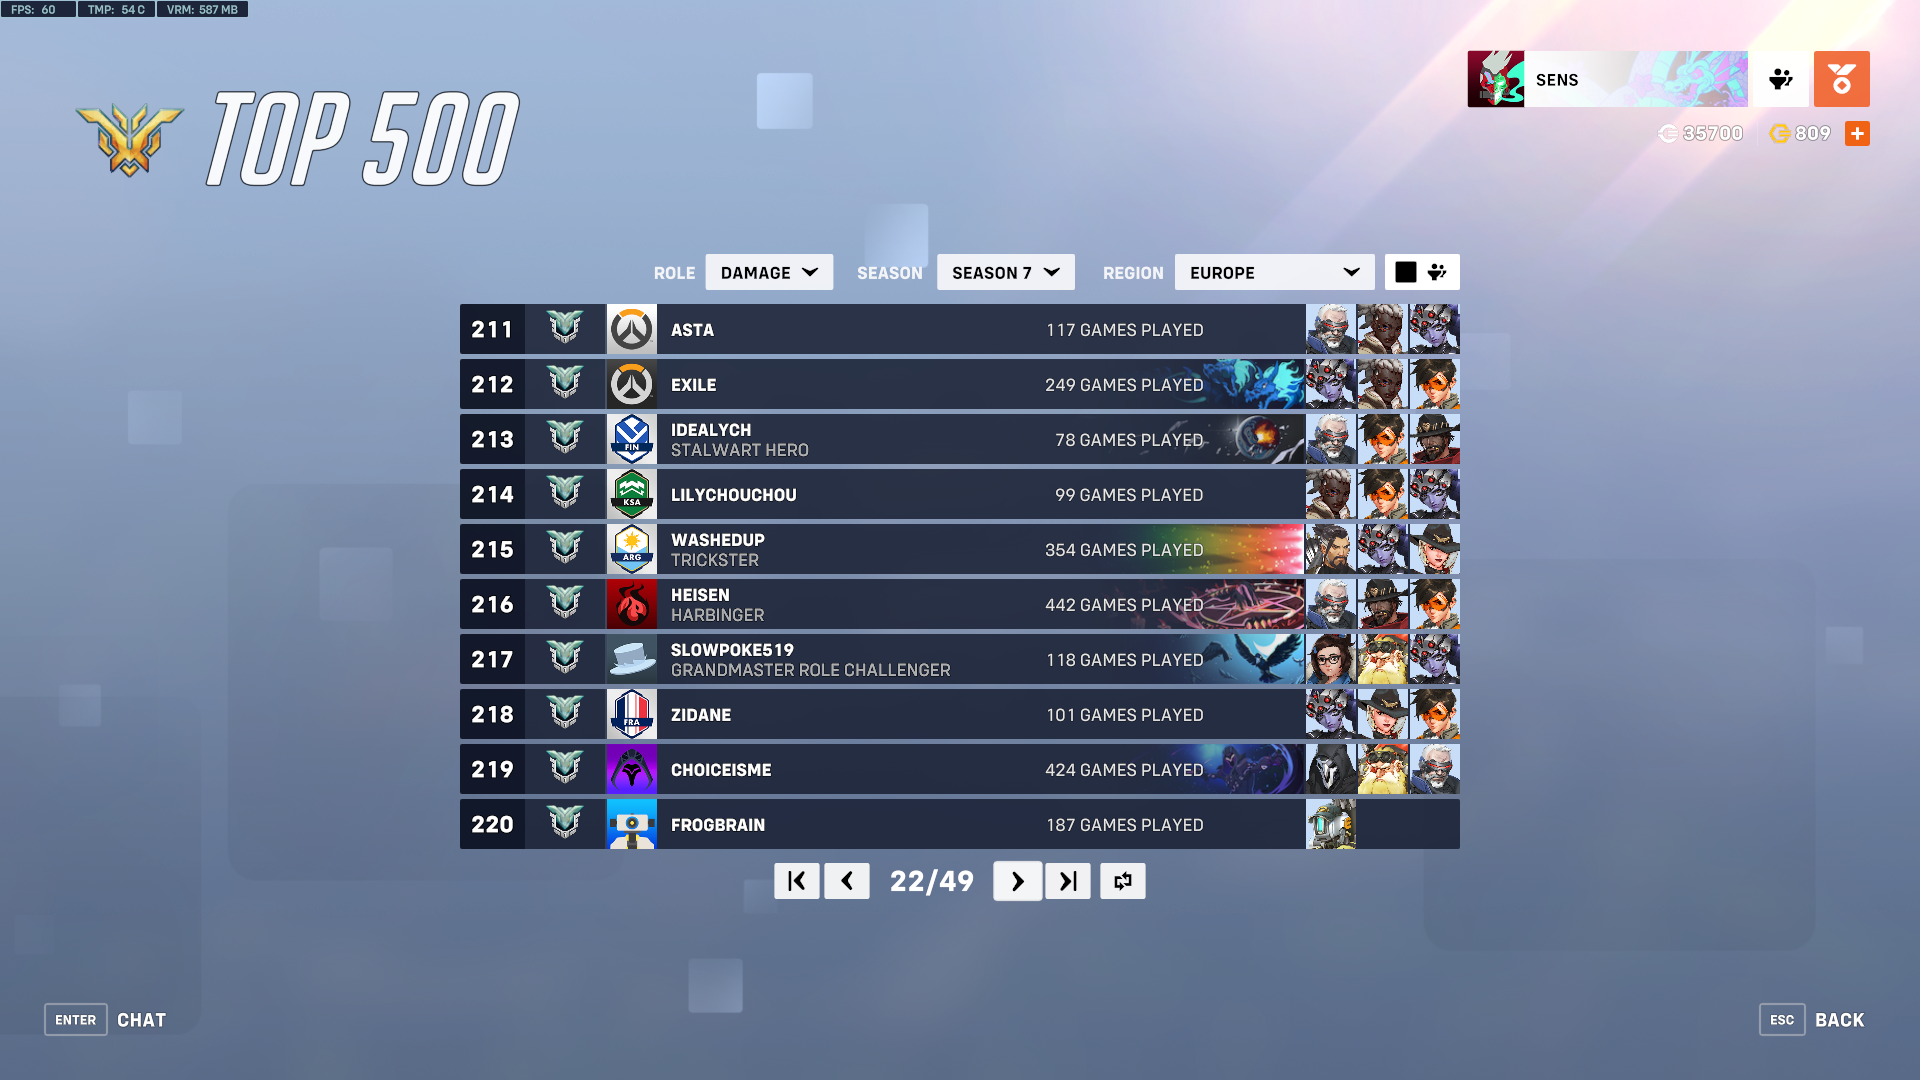 FPS: 60 TMP: 54 C VRM: 587 MB
TOP 500
SENS
35700 809
ROLE DAMAGE SEASON SEASON 7 REGION EUROPE
211 ASTA 117 GAMES PLAYED
212 EXILE 249 GAMES PLAYED
213 FIN IDEALYCH 78 GAMES PLAYED
STALWART HERO
214 KSA LILYCHOUCHOU 99 GAMES PLAYED
215 ARG WASHEDUP 354 GAMES PLAYED
TRICKSTER
216 HEISEN 442 GAMES PLAYED
HARBINGER
217 SLOWPOKE519 118 GAMES PLAYED
GRANDMASTER ROLE CHALLENGER
218 FRA ZIDANE 101 GAMES PLAYED
219 CHOICEISME 424 GAMES PLAYED
220 FROGBRAIN 187 GAMES PLAYED
22/49
ENTER CHAT
ESC BACK